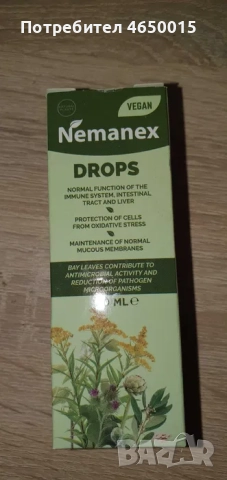 Потребител 4650015
VEGAN
Nemanex
DROPS
NORMAL FUNCTION OF THE
IMMUNE SYSTEM, INTESTINAL
TRACT AND LIVER
PROTECTION OF CELLS
FROM OXIDATIVE STRESS
MAINTENANCE OF NORMAL
MUCOUS MEMBRANES
BAY LEAVES CONTRIBUTE TO
ANTIMICROBIAL ACTIVITY AND
REDUCTION OF PATHOGEN
MICROORGANISMS
ML℮
bazar